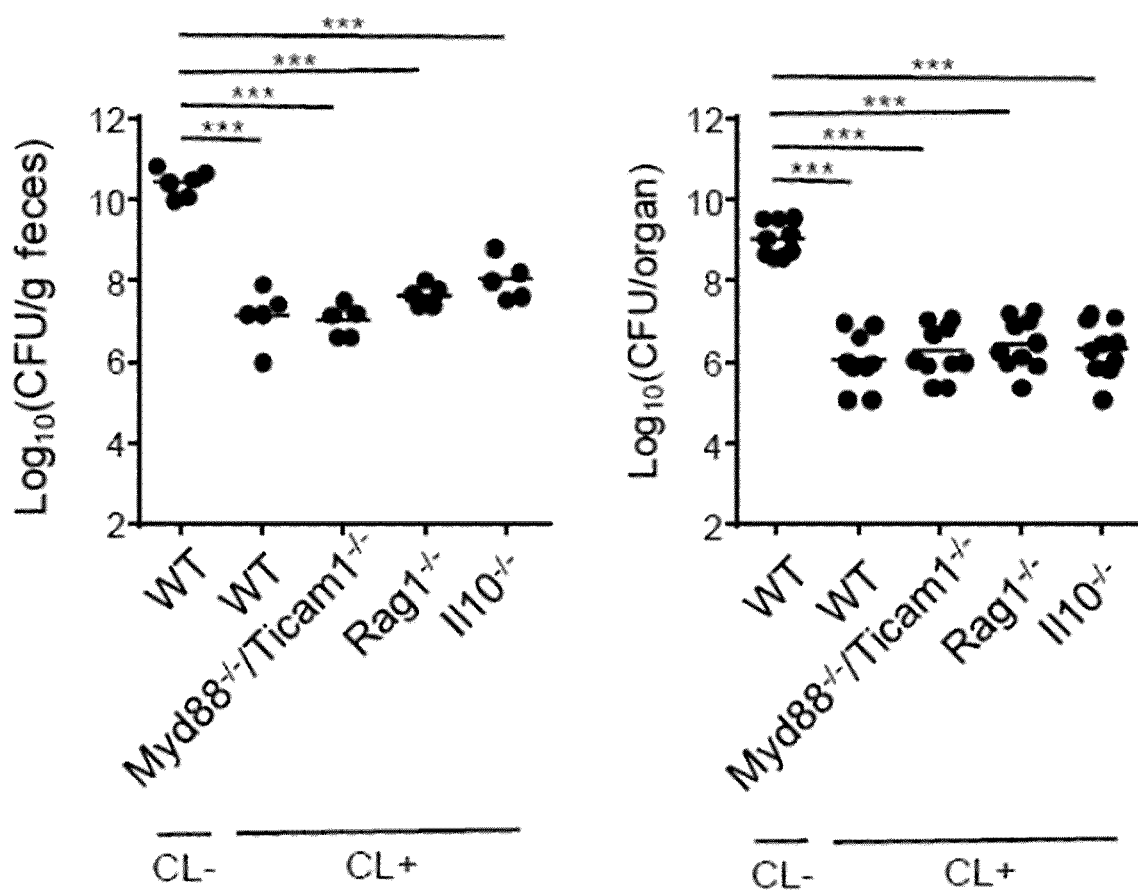 ***
***
***
***
Log10(CFU/g feces)
12
10
8
6
4
2
WT
WT
Myd88-/-/Ticam1-/-
Rag1-/-
Il10-/-
CL-
CL+
***
***
***
***
Log10(CFU/organ)
12
10
8
6
4
2
WT
WT
Myd88-/-/Ticam1-/-
Rag1-/-
Il10-/-
CL-
CL+